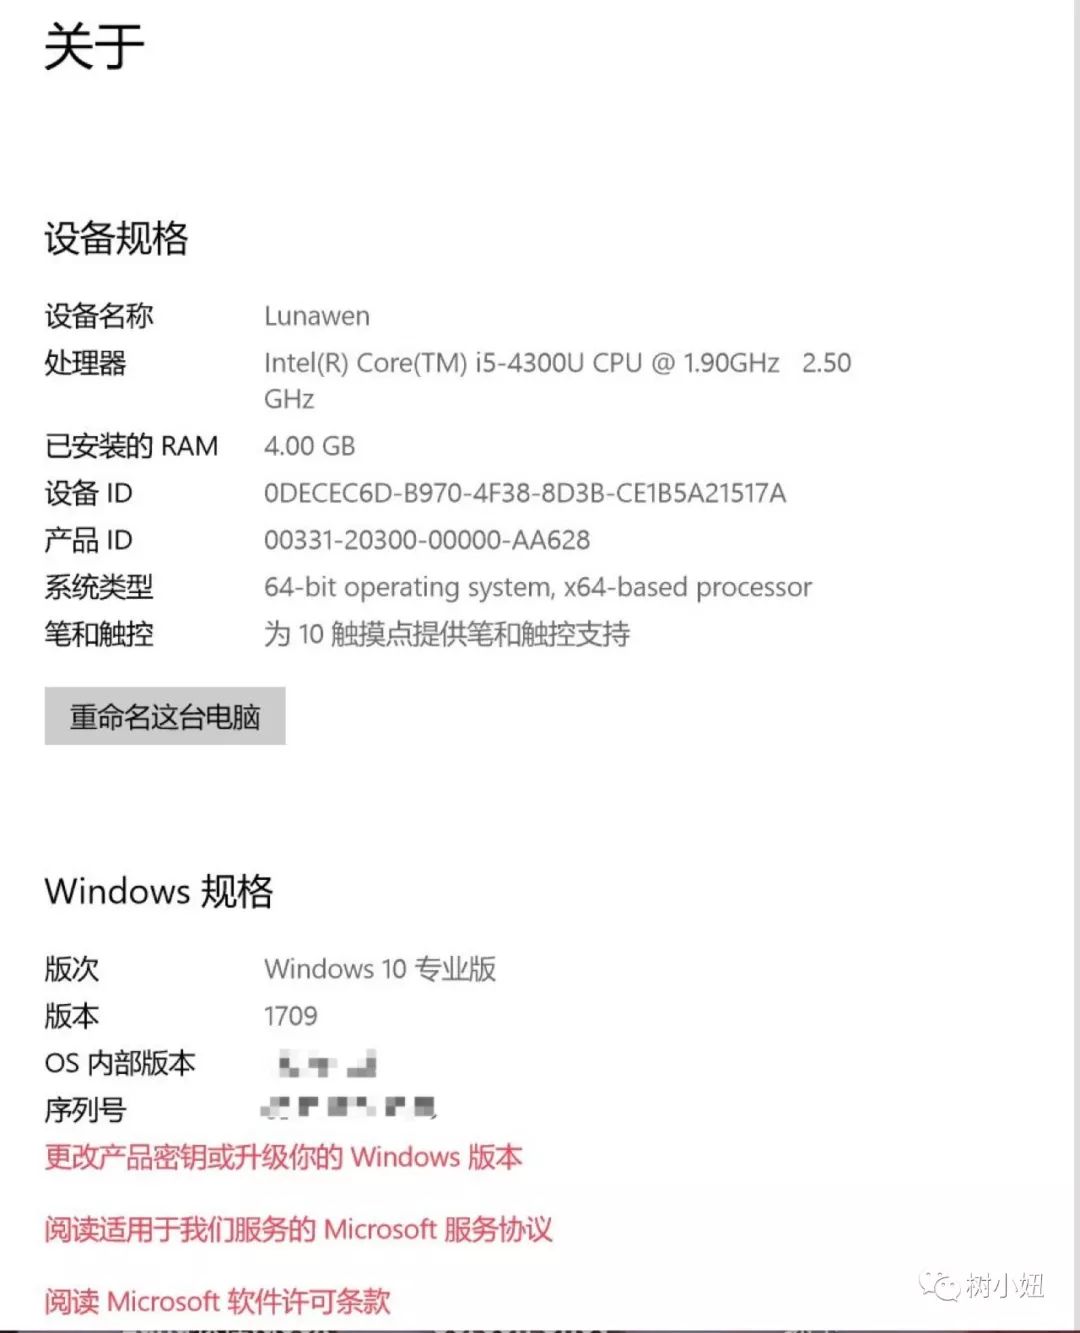 关于
设备规格
设备名称 Lunawen
处理器 Intel(R) Core(TM) i5-4300U CPU @ 1.90GHz 2.50
GHz
已安装的 RAM 4.00 GB
设备 ID 0DECEC6D-B970-4F38-8D3B-CE1B5A21517A
产品 ID 00331-20300-00000-AA628
系统类型 64-bit operating system, x64-based processor
笔和触控 为 10 触摸点提供笔和触控支持
重命名这台电脑
Windows 规格
版次 Windows 10 专业版
版本 1709
OS 内部版本
序列号
更改产品密钥或升级你的 Windows 版本
阅读适用于我们服务的 Microsoft 服务协议
阅读 Microsoft 软件许可条款
树小妞